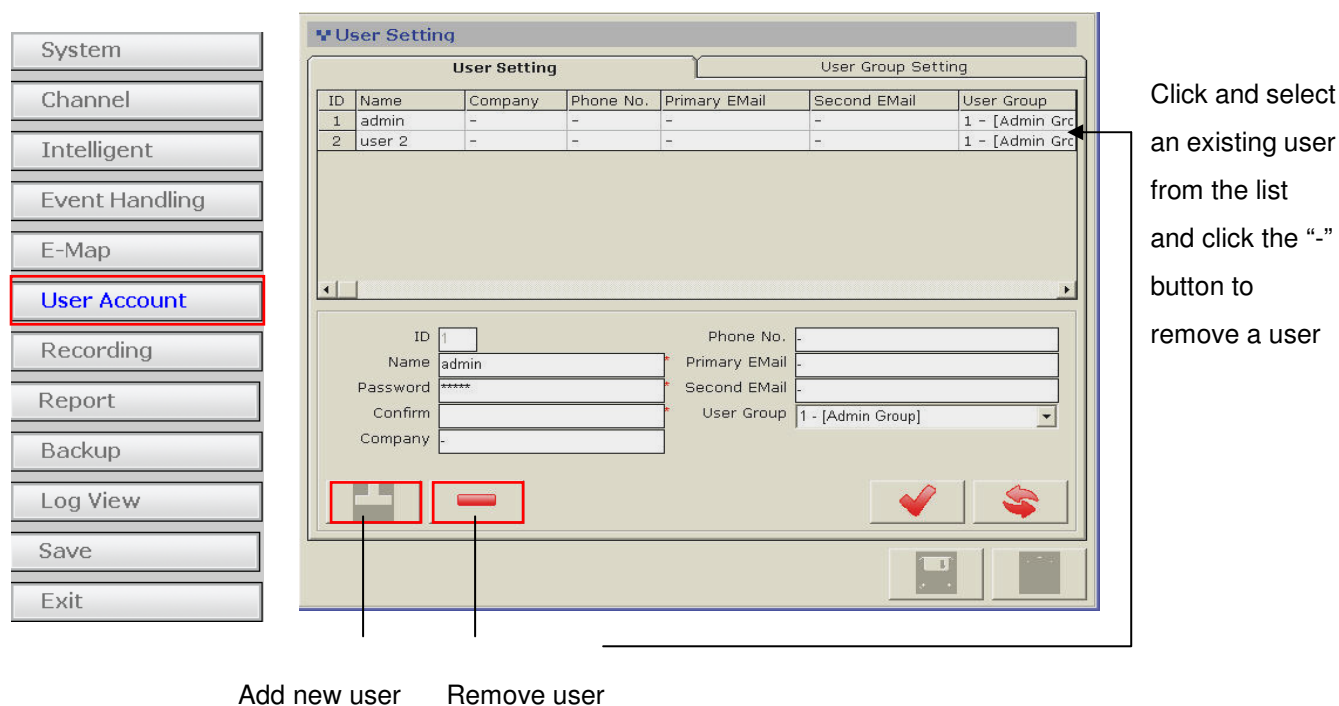 System
Channel
Intelligent
Event Handling
E-Map
User Account
Recording
Report
Backup
Log View
Save
Exit
User Setting
User Setting User Group Setting
ID Name Company Phone No. Primary EMail Second EMail User Group
1 admin - - - - 1 - [Admin Grc
2 user 2 - - - - 1 - [Admin Grc
ID 1 Phone No. -
Name admin * Primary EMail -
Password ***** * Second EMail -
Confirm * User Group 1 - [Admin Group]
Company -
Click and select
an existing user
from the list
and click the “-”
button to
remove a user
Add new user Remove user